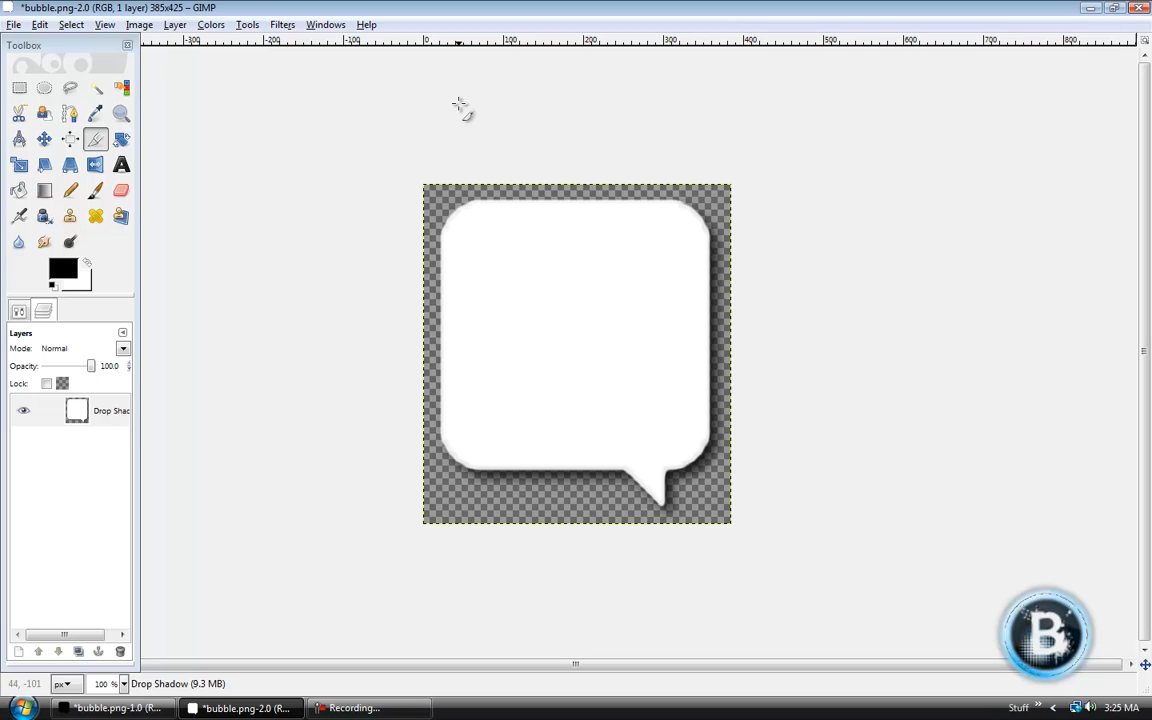 *bubble.png-2.0 (RGB, 1 layer) 385x425 – GIMP
File Edit Select View Image Layer Colors Tools Filters Windows Help
Toolbox
-300 -200 -100 0 100 200 300 400 500 600 700 800
Layers
Mode: Normal
Opacity: 100.0
Lock:
Drop Shad
B
44, -101 px 100 % Drop Shadow (9.3 MB)
*bubble.png-1.0 (R... *bubble.png-2.0 (R... Recording... Stuff » 3:25 MA